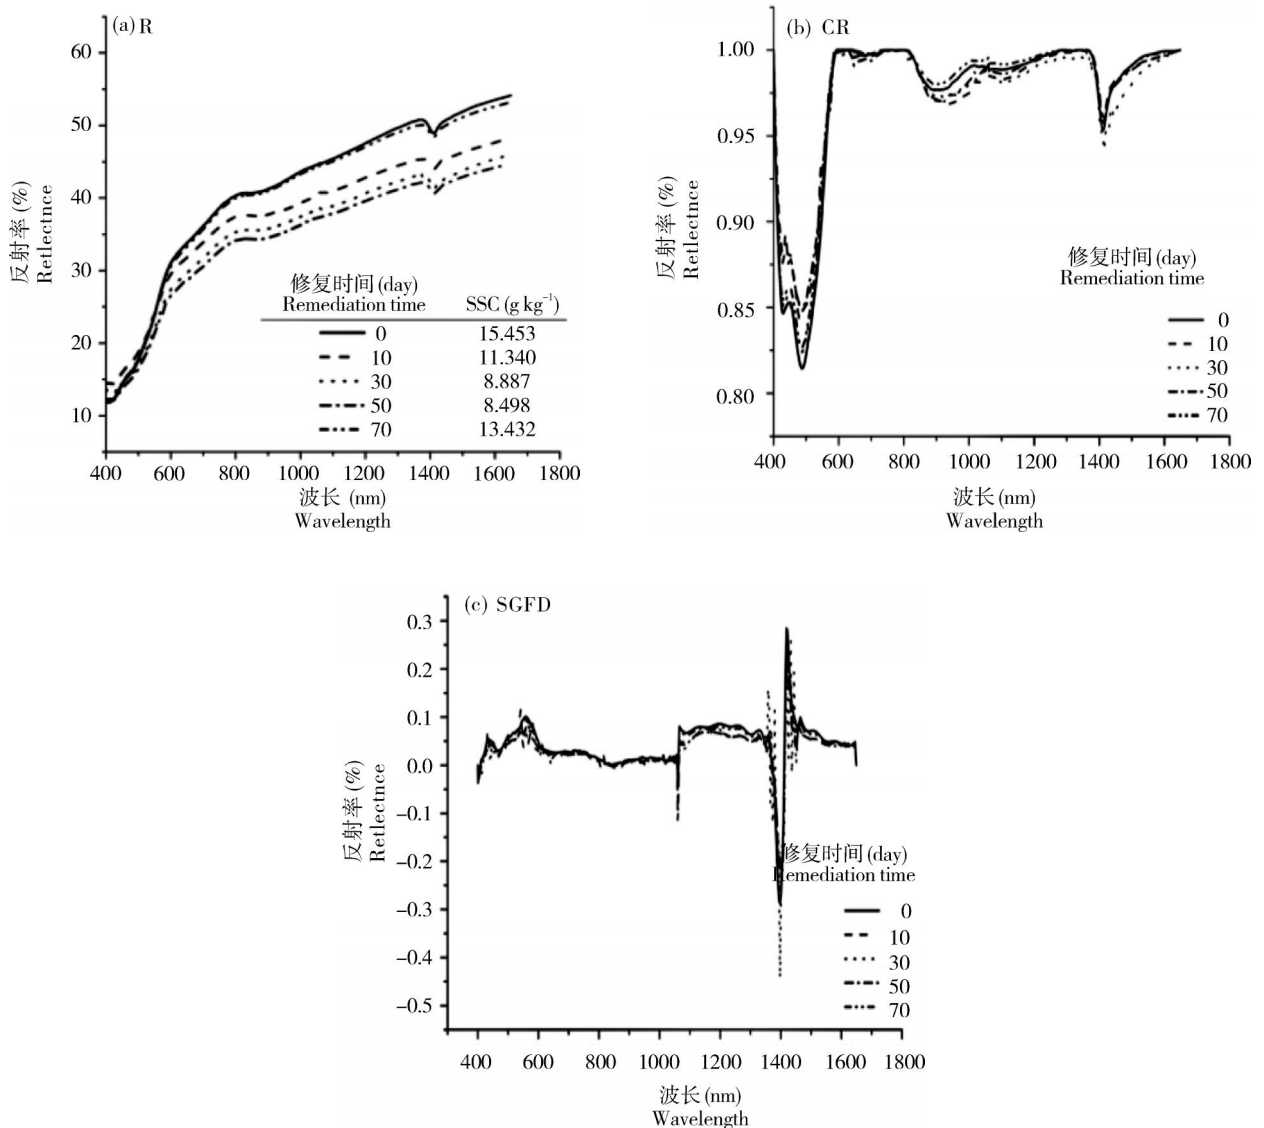 (a) R
60
50
40
30
20
10
反射率 (%)
Retlectnce
修复时间 (day)
Remediation time SSC (g kg⁻¹)
0 15.453
10 11.340
30 8.887
50 8.498
70 13.432
400 600 800 1000 1200 1400 1600 1800
波长 (nm)
Wavelength
(b) CR
1.00
0.95
0.90
0.85
0.80
反射率 (%)
Retlectnce
修复时间 (day)
Remediation time
0
10
30
50
70
400 600 800 1000 1200 1400 1600 1800
波长 (nm)
Wavelength
(c) SGFD
0.3
0.2
0.1
0.0
−0.1
−0.2
−0.3
−0.4
−0.5
反射率 (%)
Retlectnce
修复时间 (day)
Remediation time
0
10
30
50
70
400 600 800 1000 1200 1400 1600 1800
波长 (nm)
Wavelength